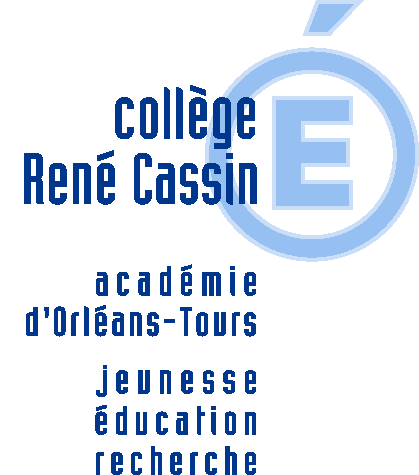 É
collège
René Cassin
académie
d'Orléans-Tours
jeunesse
éducation
recherche